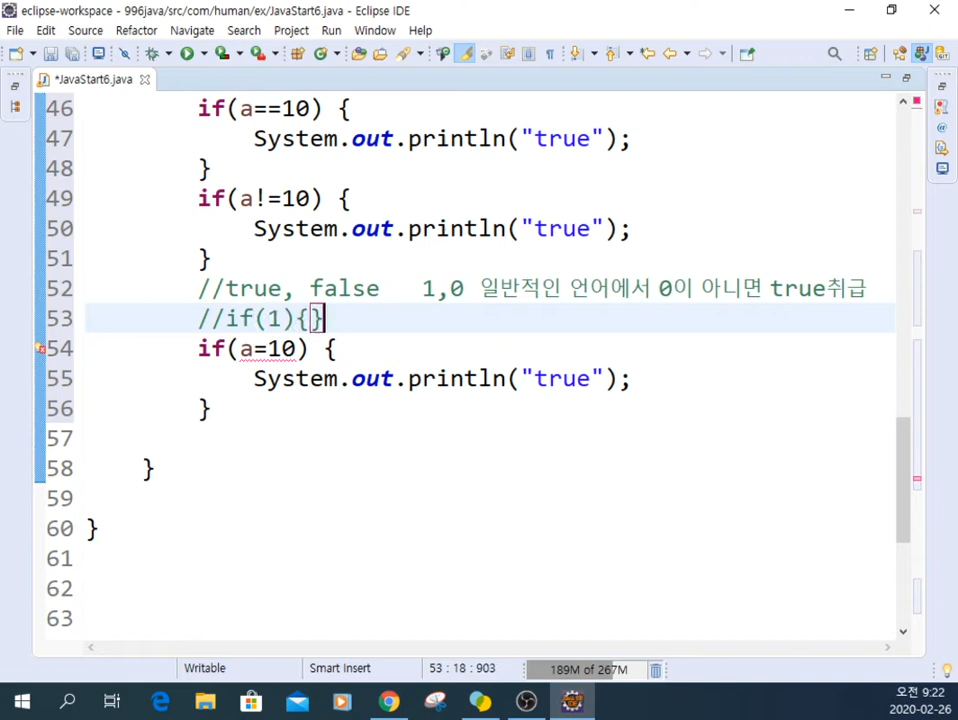 eclipse-workspace - 996java/src/com/human/ex/JavaStart6.java - Eclipse IDE
File Edit Source Refactor Navigate Search Project Run Window Help
*JavaStart6.java
46 if(a==10) {
47 System.out.println("true");
48 }
49 if(a!=10) {
50 System.out.println("true");
51 }
52 //true, false 1,0 일반적인 언어에서 0이 아니면 true취급
53 //if(1){}
54 if(a=10) {
55 System.out.println("true");
56 }
57
58 }
59
60 }
61
62
63
Writable Smart Insert 53 : 18 : 903 189M of 267M
오전 9:22
2020-02-26